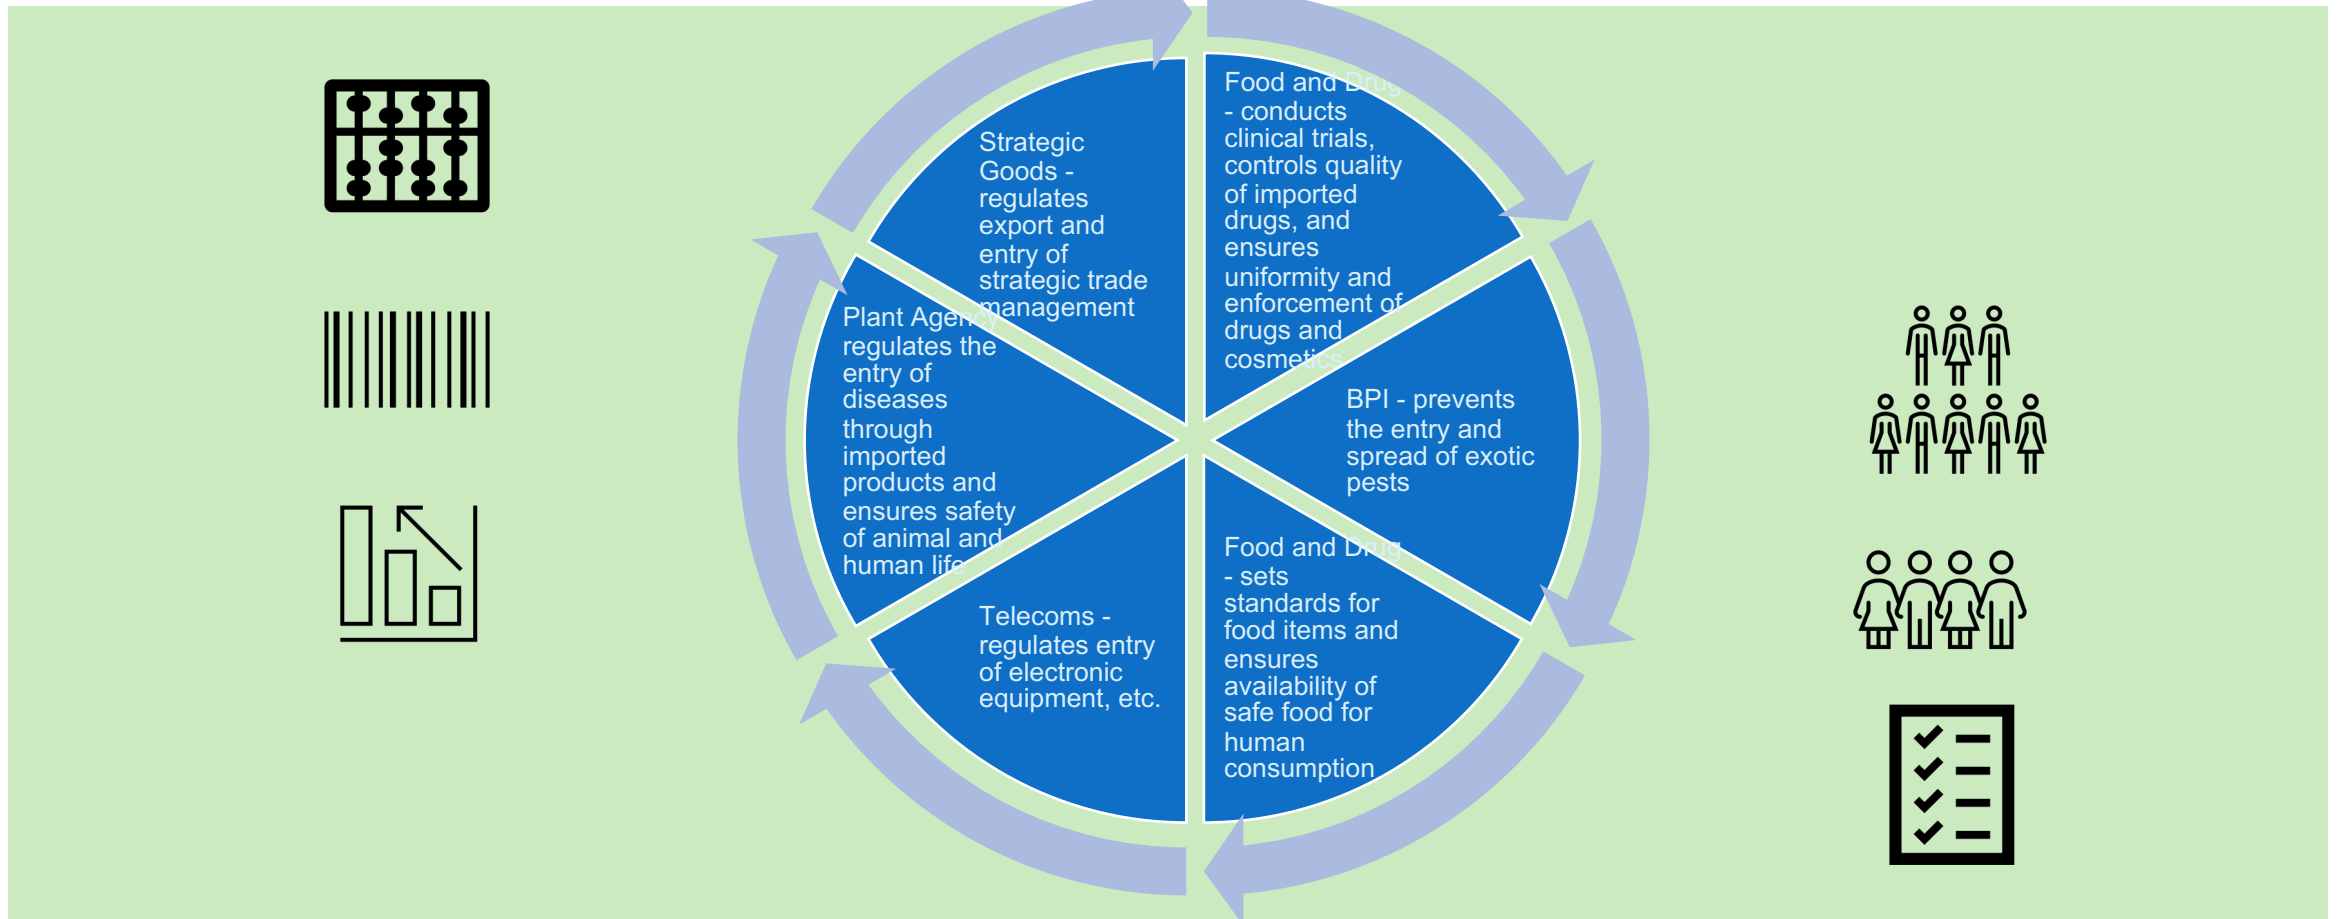 Food and Drug
- conducts
clinical trials,
controls quality
of imported
drugs, and
ensures
uniformity and
enforcement of
drugs and
cosmetics
BPI - prevents
the entry and
spread of exotic
pests
Food and Drug
- sets
standards for
food items and
ensures
availability of
safe food for
human
consumption
Telecoms -
regulates entry
of electronic
equipment, etc.
Plant Agency
regulates the
entry of
diseases
through
imported
products and
ensures safety
of animal and
human life
Strategic
Goods -
regulates
export and
entry of
strategic trade
management